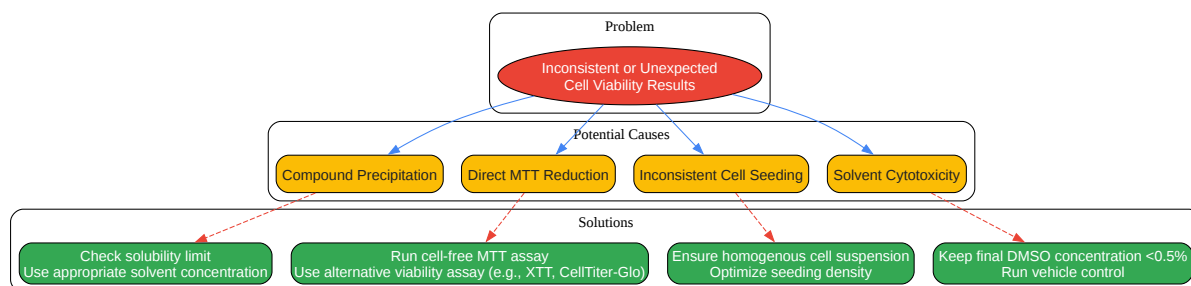 Problem
Inconsistent or Unexpected
Cell Viability Results
Potential Causes
Compound Precipitation
Direct MTT Reduction
Inconsistent Cell Seeding
Solvent Cytotoxicity
Solutions
Check solubility limit
Use appropriate solvent concentration
Run cell-free MTT assay
Use alternative viability assay (e.g., XTT, CellTiter-Glo)
Ensure homogenous cell suspension
Optimize seeding density
Keep final DMSO concentration <0.5%
Run vehicle control